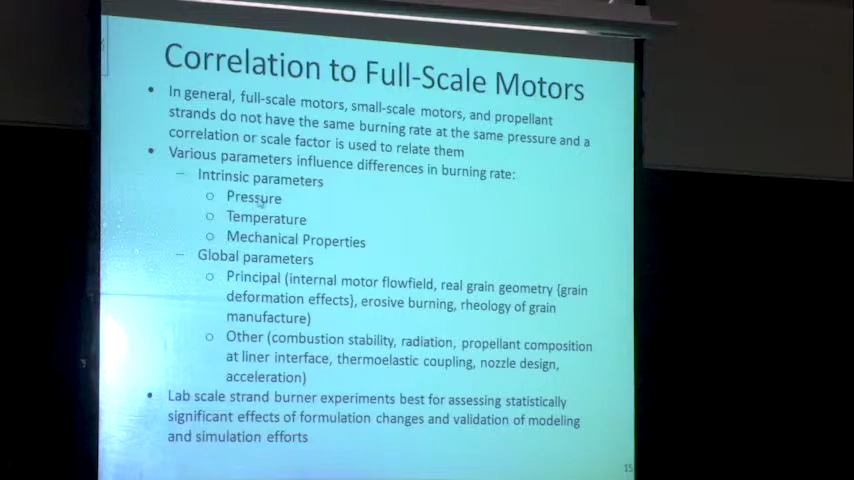 Correlation to Full-Scale Motors
• In general, full-scale motors, small-scale motors, and propellant
strands do not have the same burning rate at the same pressure and a
correlation or scale factor is used to relate them
• Various parameters influence differences in burning rate:
– Intrinsic parameters
○ Pressure
○ Temperature
○ Mechanical Properties
– Global parameters
○ Principal (internal motor flowfield, real grain geometry {grain
deformation effects}, erosive burning, rheology of grain
manufacture)
○ Other (combustion stability, radiation, propellant composition
at liner interface, thermoelastic coupling, nozzle design,
acceleration)
• Lab scale strand burner experiments best for assessing statistically
significant effects of formulation changes and validation of modeling
and simulation efforts
15